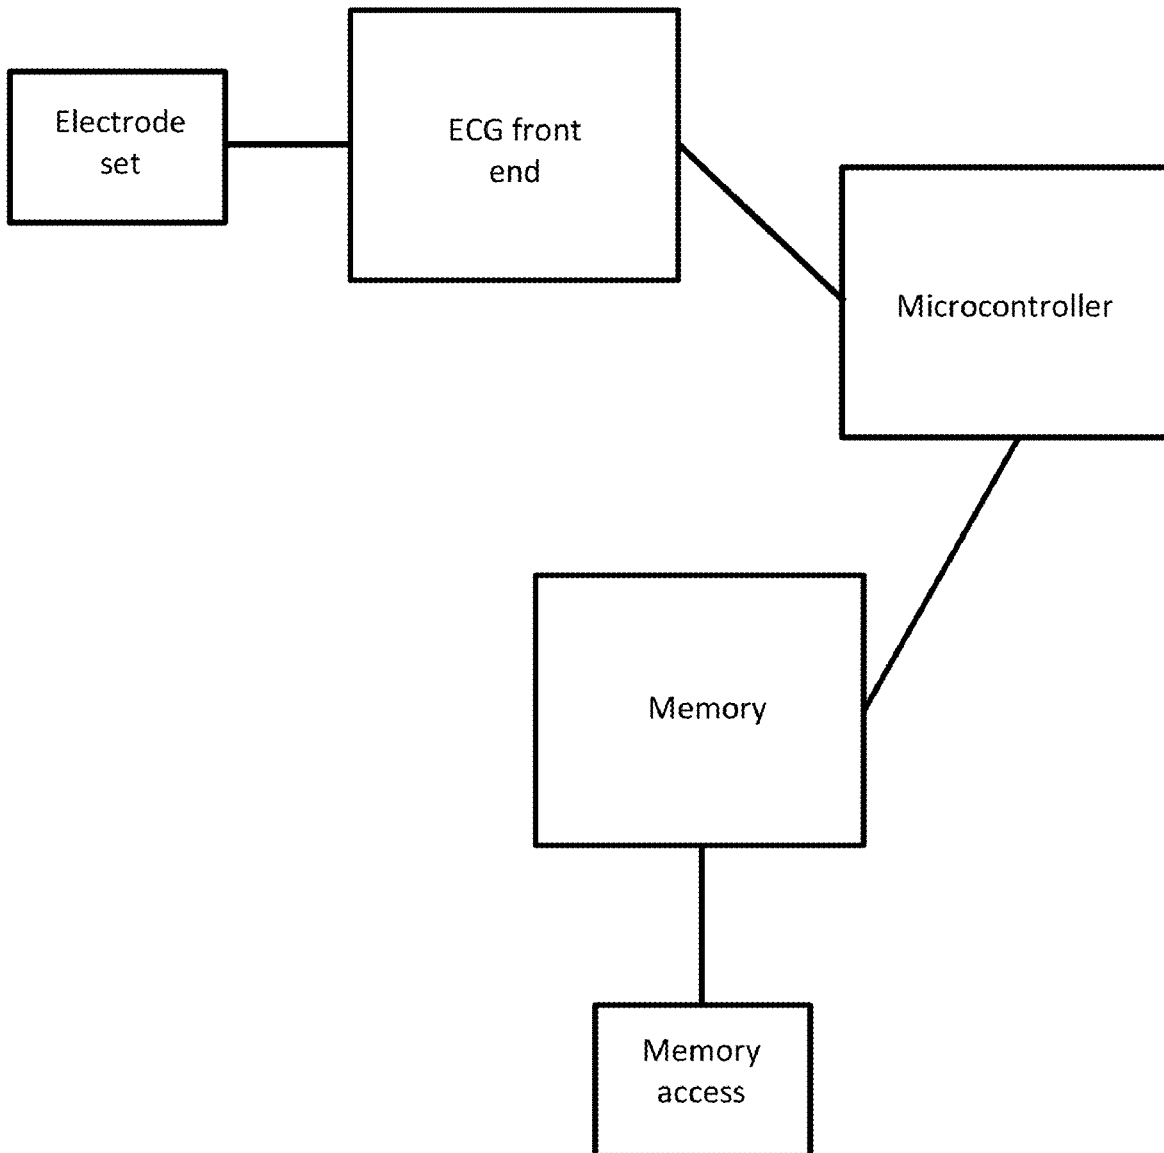 Electrode
set
ECG front
end
Microcontroller
Memory
Memory
access